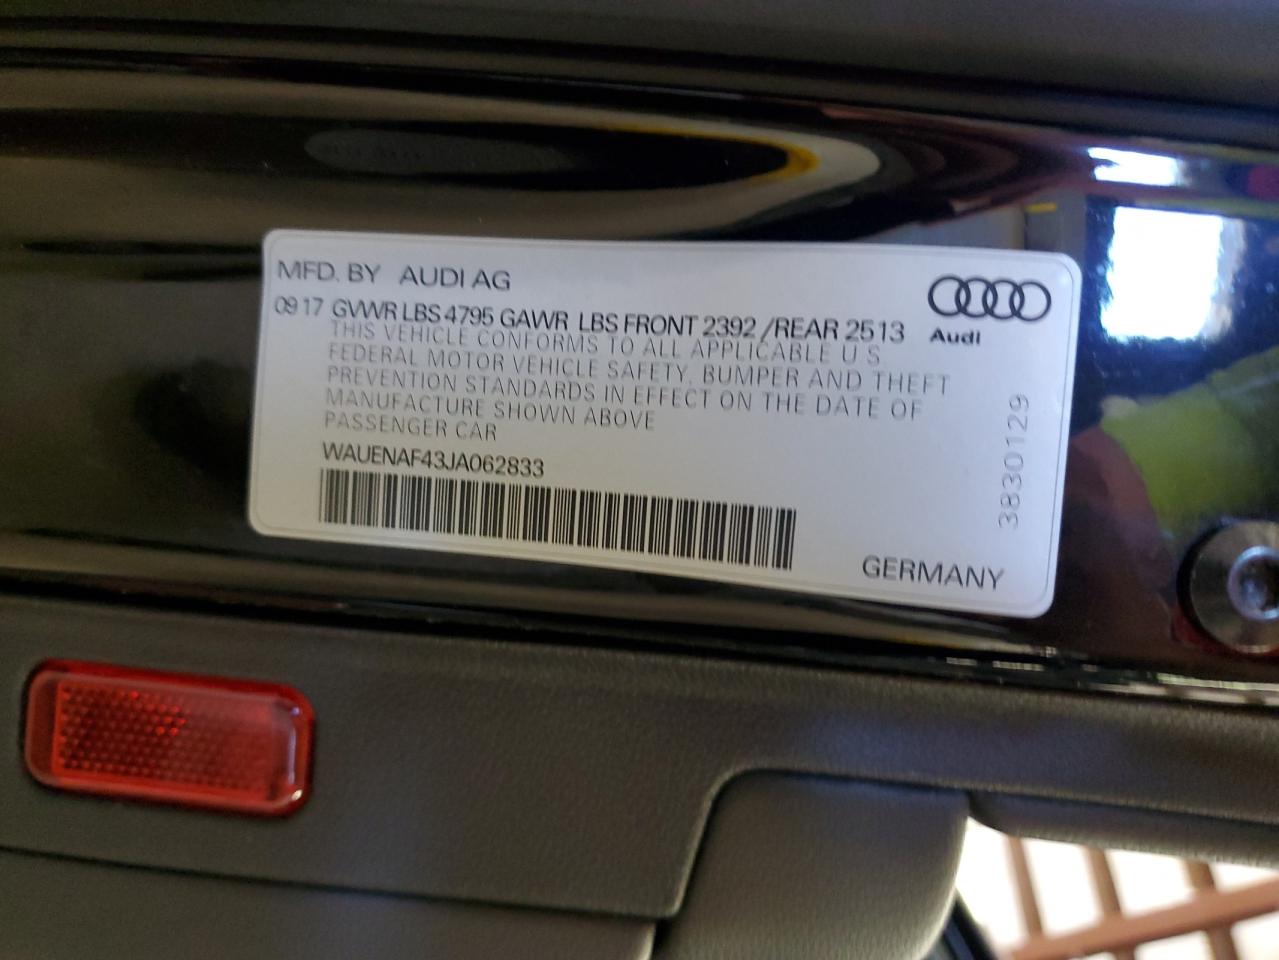 MFD. BY AUDI AG
09 17 GVWR LBS 4795 GAWR LBS FRONT 2392 /REAR 2513
THIS VEHICLE CONFORMS TO ALL APPLICABLE U S
FEDERAL MOTOR VEHICLE SAFETY, BUMPER AND THEFT
PREVENTION STANDARDS IN EFFECT ON THE DATE OF
MANUFACTURE SHOWN ABOVE
PASSENGER CAR
WAUENAF43JA062833
GERMANY
Audi
3830129